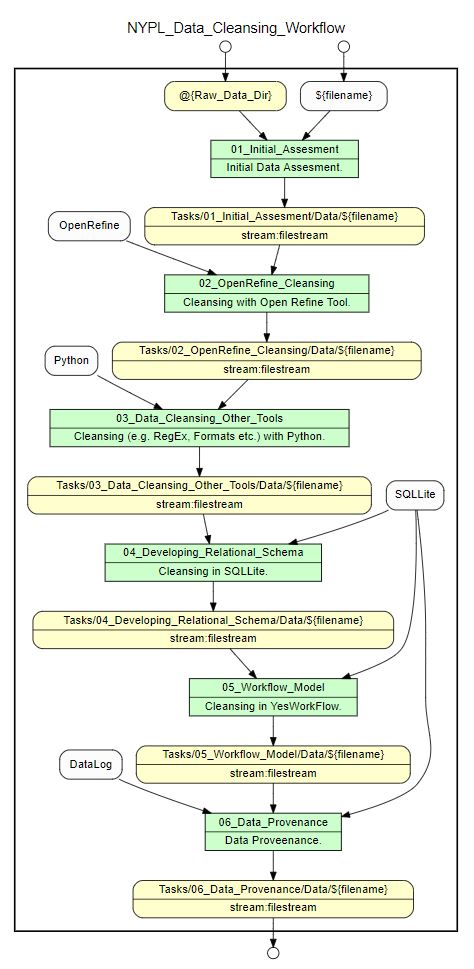 NYPL_Data_Cleansing_Workflow
@{Raw_Data_Dir}
${filename}
01_Initial_Assesment
Initial Data Assesment.
Tasks/01_Initial_Assesment/Data/${filename}
stream:filestream
OpenRefine
02_OpenRefine_Cleansing
Cleansing with Open Refine Tool.
Tasks/02_OpenRefine_Cleansing/Data/${filename}
stream:filestream
Python
03_Data_Cleansing_Other_Tools
Cleansing (e.g. RegEx, Formats etc.) with Python.
Tasks/03_Data_Cleansing_Other_Tools/Data/${filename}
stream:filestream
SQLLite
04_Developing_Relational_Schema
Cleansing in SQLLite.
Tasks/04_Developing_Relational_Schema/Data/${filename}
stream:filestream
05_Workflow_Model
Cleansing in YesWorkFlow.
Tasks/05_Workflow_Model/Data/${filename}
stream:filestream
DataLog
06_Data_Provenance
Data Proveenance.
Tasks/06_Data_Provenance/Data/${filename}
stream:filestream